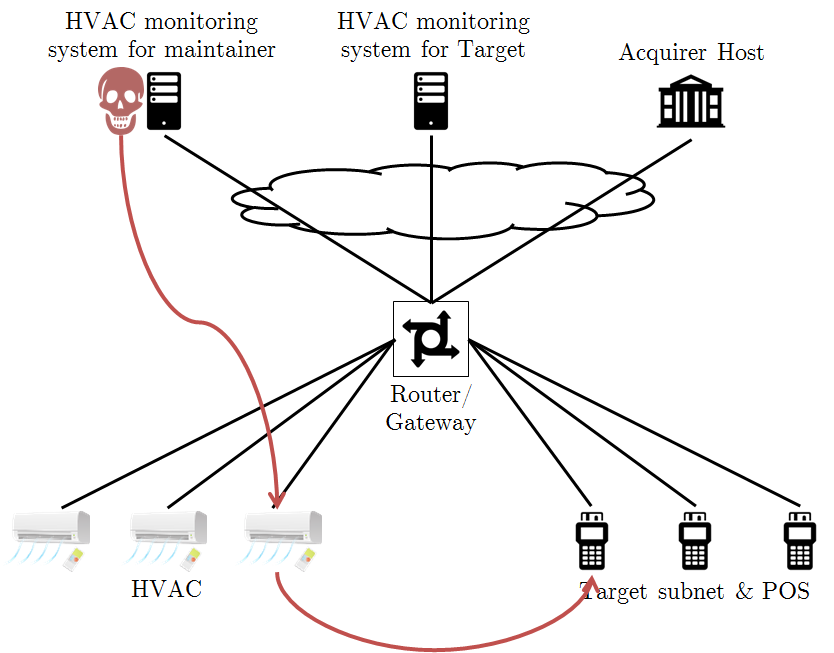 HVAC monitoring
system for maintainer
HVAC monitoring
system for Target
Acquirer Host
Router/
Gateway
HVAC
Target subnet & POS